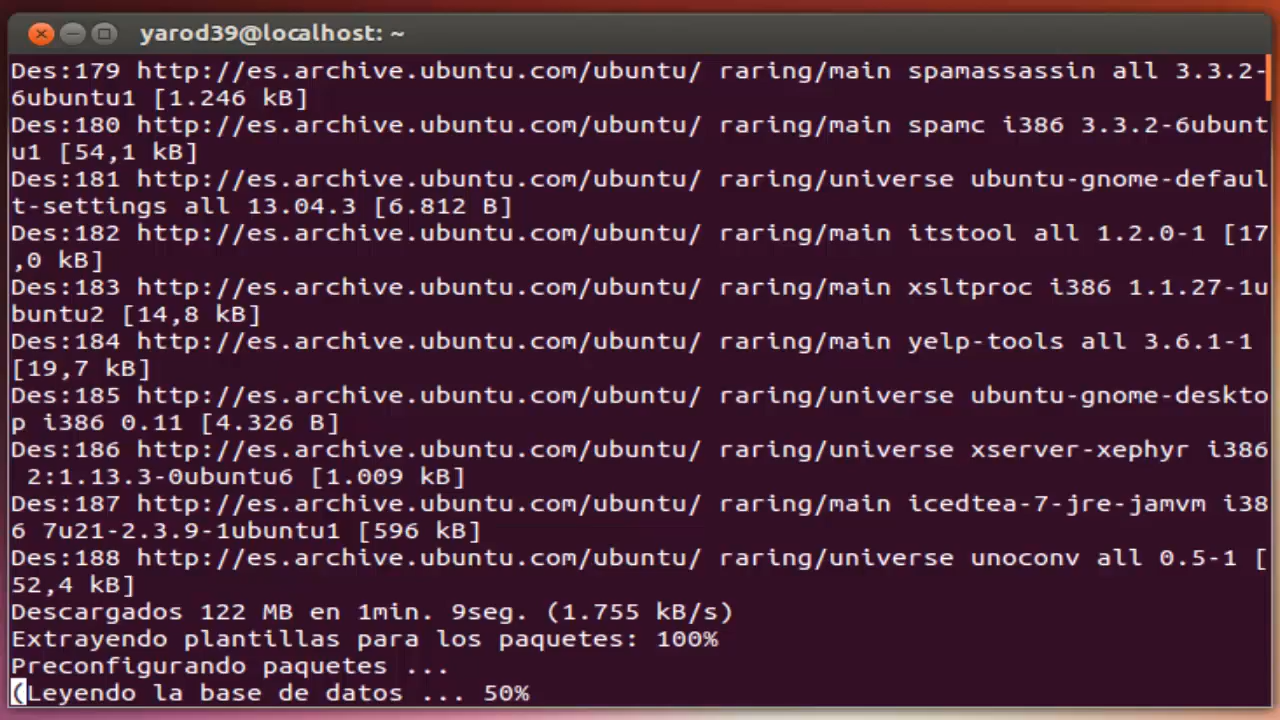 yarod39@localhost: ~
Des:179 http://es.archive.ubuntu.com/ubuntu/ raring/main spamassassin all 3.3.2-
6ubuntu1 [1.246 kB]
Des:180 http://es.archive.ubuntu.com/ubuntu/ raring/main spamc i386 3.3.2-6ubunt
u1 [54,1 kB]
Des:181 http://es.archive.ubuntu.com/ubuntu/ raring/universe ubuntu-gnome-defaul
t-settings all 13.04.3 [6.812 B]
Des:182 http://es.archive.ubuntu.com/ubuntu/ raring/main itstool all 1.2.0-1 [17
,0 kB]
Des:183 http://es.archive.ubuntu.com/ubuntu/ raring/main xsltproc i386 1.1.27-1u
buntu2 [14,8 kB]
Des:184 http://es.archive.ubuntu.com/ubuntu/ raring/main yelp-tools all 3.6.1-1
[19,7 kB]
Des:185 http://es.archive.ubuntu.com/ubuntu/ raring/universe ubuntu-gnome-deskto
p i386 0.11 [4.326 B]
Des:186 http://es.archive.ubuntu.com/ubuntu/ raring/universe xserver-xephyr i386
2:1.13.3-0ubuntu6 [1.009 kB]
Des:187 http://es.archive.ubuntu.com/ubuntu/ raring/main icedtea-7-jre-jamvm i38
6 7u21-2.3.9-1ubuntu1 [596 kB]
Des:188 http://es.archive.ubuntu.com/ubuntu/ raring/universe unoconv all 0.5-1 [
52,4 kB]
Descargados 122 MB en 1min. 9seg. (1.755 kB/s)
Extrayendo plantillas para los paquetes: 100%
Preconfigurando paquetes ...
(Leyendo la base de datos ... 50%